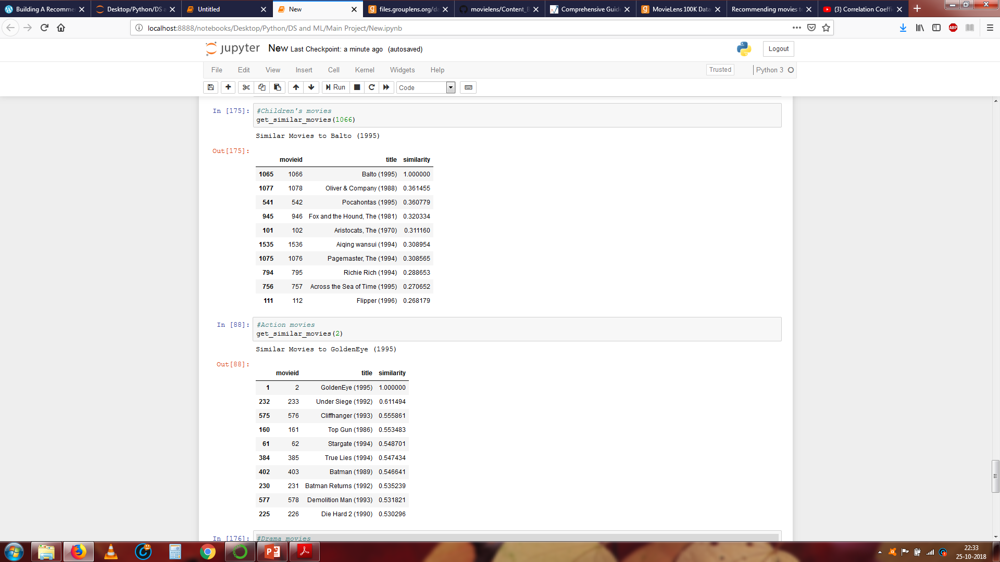 Building A Recomme
Desktop/Python/DS a
Untitled
New
files.grouplens.org/da
movielens/Content_B
Comprehensive Guid
MovieLens 100K Data
Recommending movies t
(3) Correlation Coeffi
localhost:8888/notebooks/Desktop/Python/DS and ML/Main Project/New.ipynb
ABP
jupyter New Last Checkpoint: a minute ago (autosaved)
Logout
File Edit View Insert Cell Kernel Widgets Help
Trusted Python 3
Run Code
In [175]: #Children's movies
get_similar_movies(1066)
Similar Movies to Balto (1995)
Out[175]:
movieid title similarity
1065 1066 Balto (1995) 1.000000
1077 1078 Oliver & Company (1988) 0.361455
541 542 Pocahontas (1995) 0.360779
945 946 Fox and the Hound, The (1981) 0.320334
101 102 Aristocats, The (1970) 0.311160
1535 1536 Aiqing wansui (1994) 0.308954
1075 1076 Pagemaster, The (1994) 0.308565
794 795 Richie Rich (1994) 0.288653
756 757 Across the Sea of Time (1995) 0.270652
111 112 Flipper (1996) 0.268179
In [88]: #Action movies
get_similar_movies(2)
Similar Movies to GoldenEye (1995)
Out[88]:
movieid title similarity
1 2 GoldenEye (1995) 1.000000
232 233 Under Siege (1992) 0.611494
575 576 Cliffhanger (1993) 0.555861
160 161 Top Gun (1986) 0.553483
61 62 Stargate (1994) 0.548701
384 385 True Lies (1994) 0.547434
402 403 Batman (1989) 0.546641
230 231 Batman Returns (1992) 0.535239
577 578 Demolition Man (1993) 0.531821
225 226 Die Hard 2 (1990) 0.530296
In [176]: #Drama movies
22:33
25-10-2018